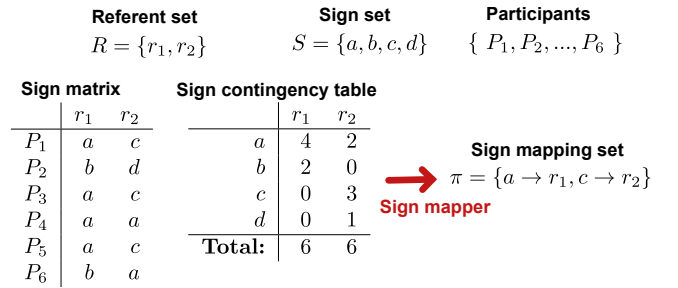 Referent set Sign set Participants
R = {r₁, r₂} S = {a, b, c, d} { P₁, P₂, ..., P₆ }
Sign matrix
r₁ r₂
P₁ a c
P₂ b d
P₃ a c
P₄ a a
P₅ a c
P₆ b a
Sign contingency table
r₁ r₂
a 4 2
b 2 0
c 0 3
d 0 1
Total: 6 6
Sign mapper
Sign mapping set
π = {a → r₁, c → r₂}